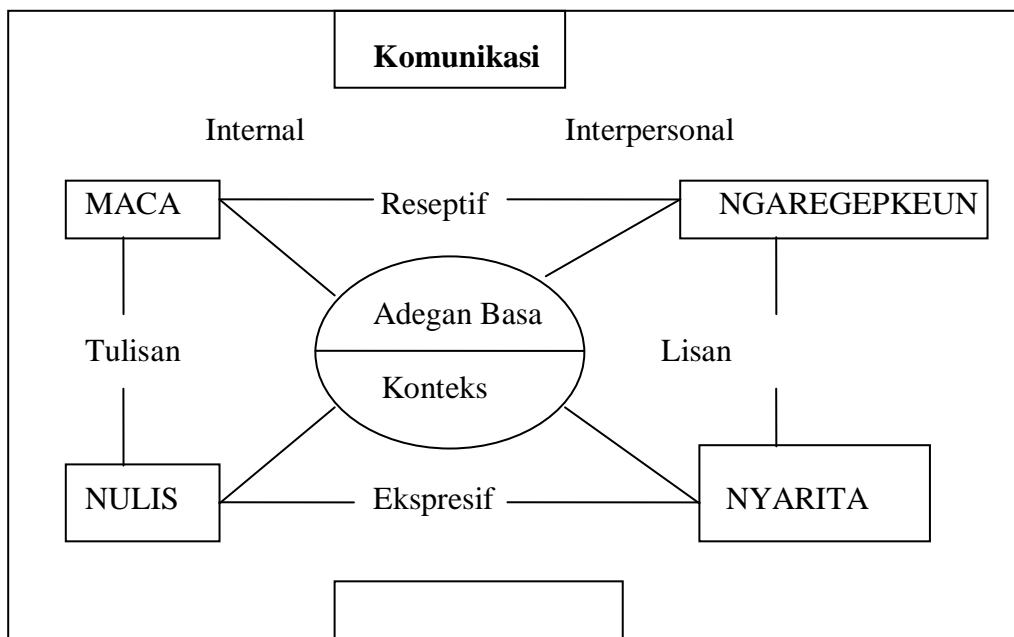 Komunikasi
Internal Interpersonal
MACA Reseptif NGAREGEPKEUN
Adegan Basa
Tulisan Lisan
Konteks
NULIS Ekspresif NYARITA